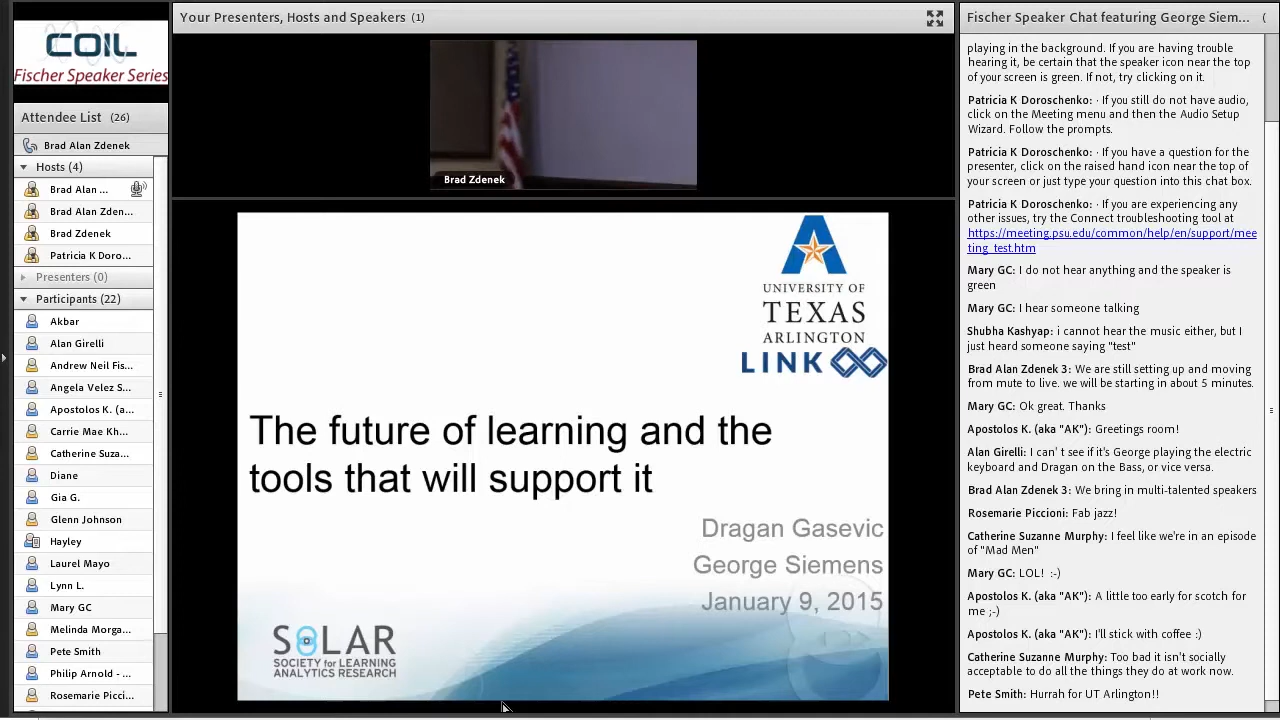 COIL
Fischer Speaker Series
Attendee List (26)
Brad Alan Zdenek
Hosts (4)
Brad Alan ...
Brad Alan Zden...
Brad Zdenek
Patricia K Doro...
Presenters (0)
Participants (22)
Akbar
Alan Girelli
Andrew Neil Fis...
Angela Velez S...
Apostolos K. (a...
Carrie Mae Kh...
Catherine Suza...
Diane
Gia G.
Glenn Johnson
Hayley
Laurel Mayo
Lynn L.
Mary GC
Melinda Morga...
Pete Smith
Philip Arnold - ...
Rosemarie Picci...
Your Presenters, Hosts and Speakers (1)
Brad Zdenek
A
UNIVERSITY OF
TEXAS
ARLINGTON
LINK
The future of learning and the
tools that will support it
Dragan Gasevic
George Siemens
January 9, 2015
SOLAR
SOCIETY for LEARNING
ANALYTICS RESEARCH
Fischer Speaker Chat featuring George Siem... (
playing in the background. If you are having trouble
hearing it, be certain that the speaker icon near the top
of your screen is green. If not, try clicking on it.
Patricia K Doroschenko: · If you still do not have audio,
click on the Meeting menu and then the Audio Setup
Wizard. Follow the prompts.
Patricia K Doroschenko: · If you have a question for the
presenter, click on the raised hand icon near the top of
your screen or just type your question into this chat box.
Patricia K Doroschenko: · If you are experiencing any
other issues, try the Connect troubleshooting tool at
https://meeting.psu.edu/common/help/en/support/mee
ting_test.htm
Mary GC: I do not hear anything and the speaker is
green
Mary GC: I hear someone talking
Shubha Kashyap: i cannot hear the music either, but I
just heard someone saying "test"
Brad Alan Zdenek 3: We are still setting up and moving
from mute to live. we will be starting in about 5 minutes.
Mary GC: Ok great. Thanks
Apostolos K. (aka "AK"): Greetings room!
Alan Girelli: I can' t see if it's George playing the electric
keyboard and Dragan on the Bass, or vice versa.
Brad Alan Zdenek 3: We bring in multi-talented speakers
Rosemarie Piccioni: Fab jazz!
Catherine Suzanne Murphy: I feel like we're in an episode
of "Mad Men"
Mary GC: LOL! :-)
Apostolos K. (aka "AK"): A little too early for scotch for
me ;-)
Apostolos K. (aka "AK"): I'll stick with coffee :)
Catherine Suzanne Murphy: Too bad it isn't socially
acceptable to do all the things they do at work now.
Pete Smith: Hurrah for UT Arlington!!